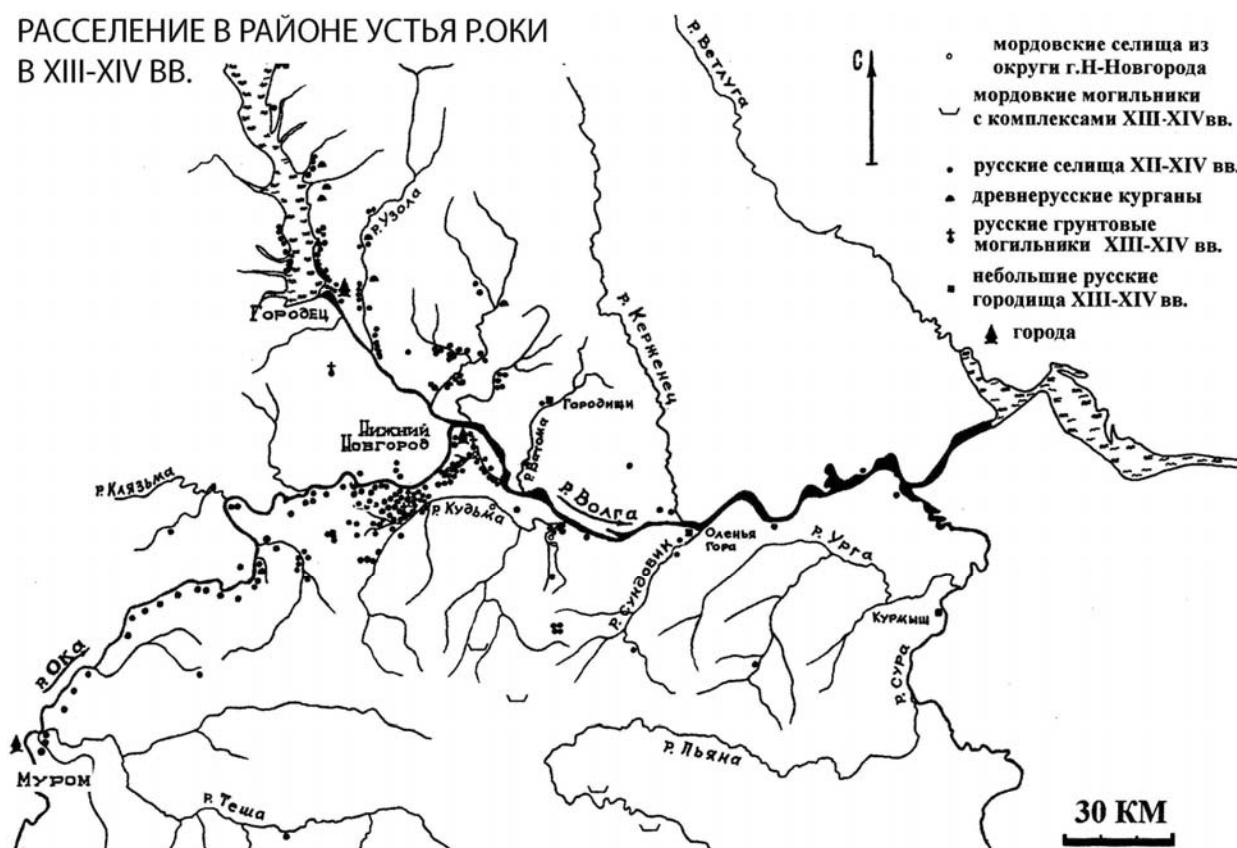 РАССЕЛЕНИЕ В РАЙОНЕ УСТЬЯ Р.ОКИ
В XIII-XIV ВВ.
С
мордовские селища из
округи г.Н-Новгорода
мордовкие могильники
с комплексами XIII-XIV вв.
русские селища XII-XIV вв.
древнерусские курганы
русские грунтовые
могильники XIII-XIV вв.
небольшие русские
городища XIII-XIV вв.
города
р. Ветлуга
р. Узола
Городец
р. Керженец
Городищи
Нижний
Новгород
р. Ватома
р. Клязьма
р. Кудьма
р. Волга
Оленья
Гора
р. Урга
р. Сундовик
Курмыш
р. Ока
р. Сура
р. Пьяна
Муром
р. Теша
30 КМ